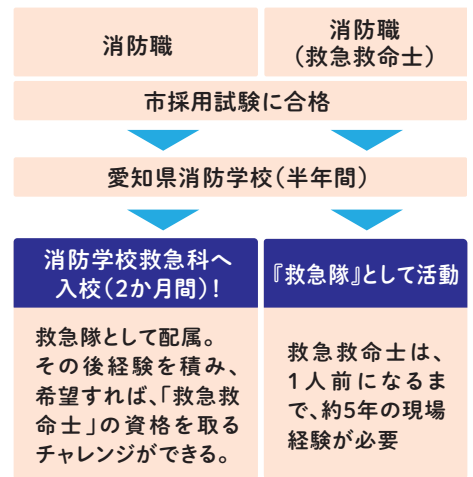 消防職
消防職
（救急救命士）
市採用試験に合格
愛知県消防学校（半年間）
消防学校救急科へ
入校（2か月間）！
救急隊として配属。
その後経験を積み、
希望すれば、「救急救
命士」の資格を取る
チャレンジができる。
『救急隊』として活動
救急救命士は、
1人前になるま
で、約5年の現場
経験が必要